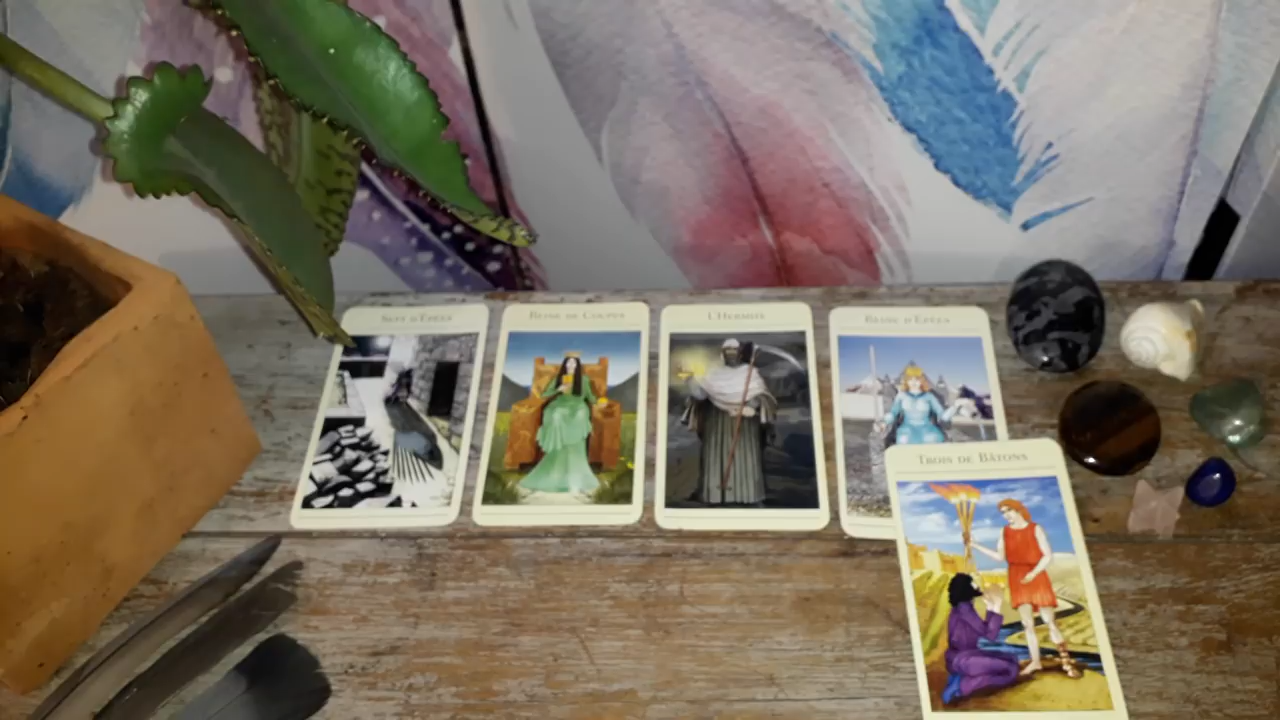 SEPT D'ÉPÉES
REINE DE COUPES
L'HERMITE
REINE D'ÉPÉES
TROIS DE BÂTONS